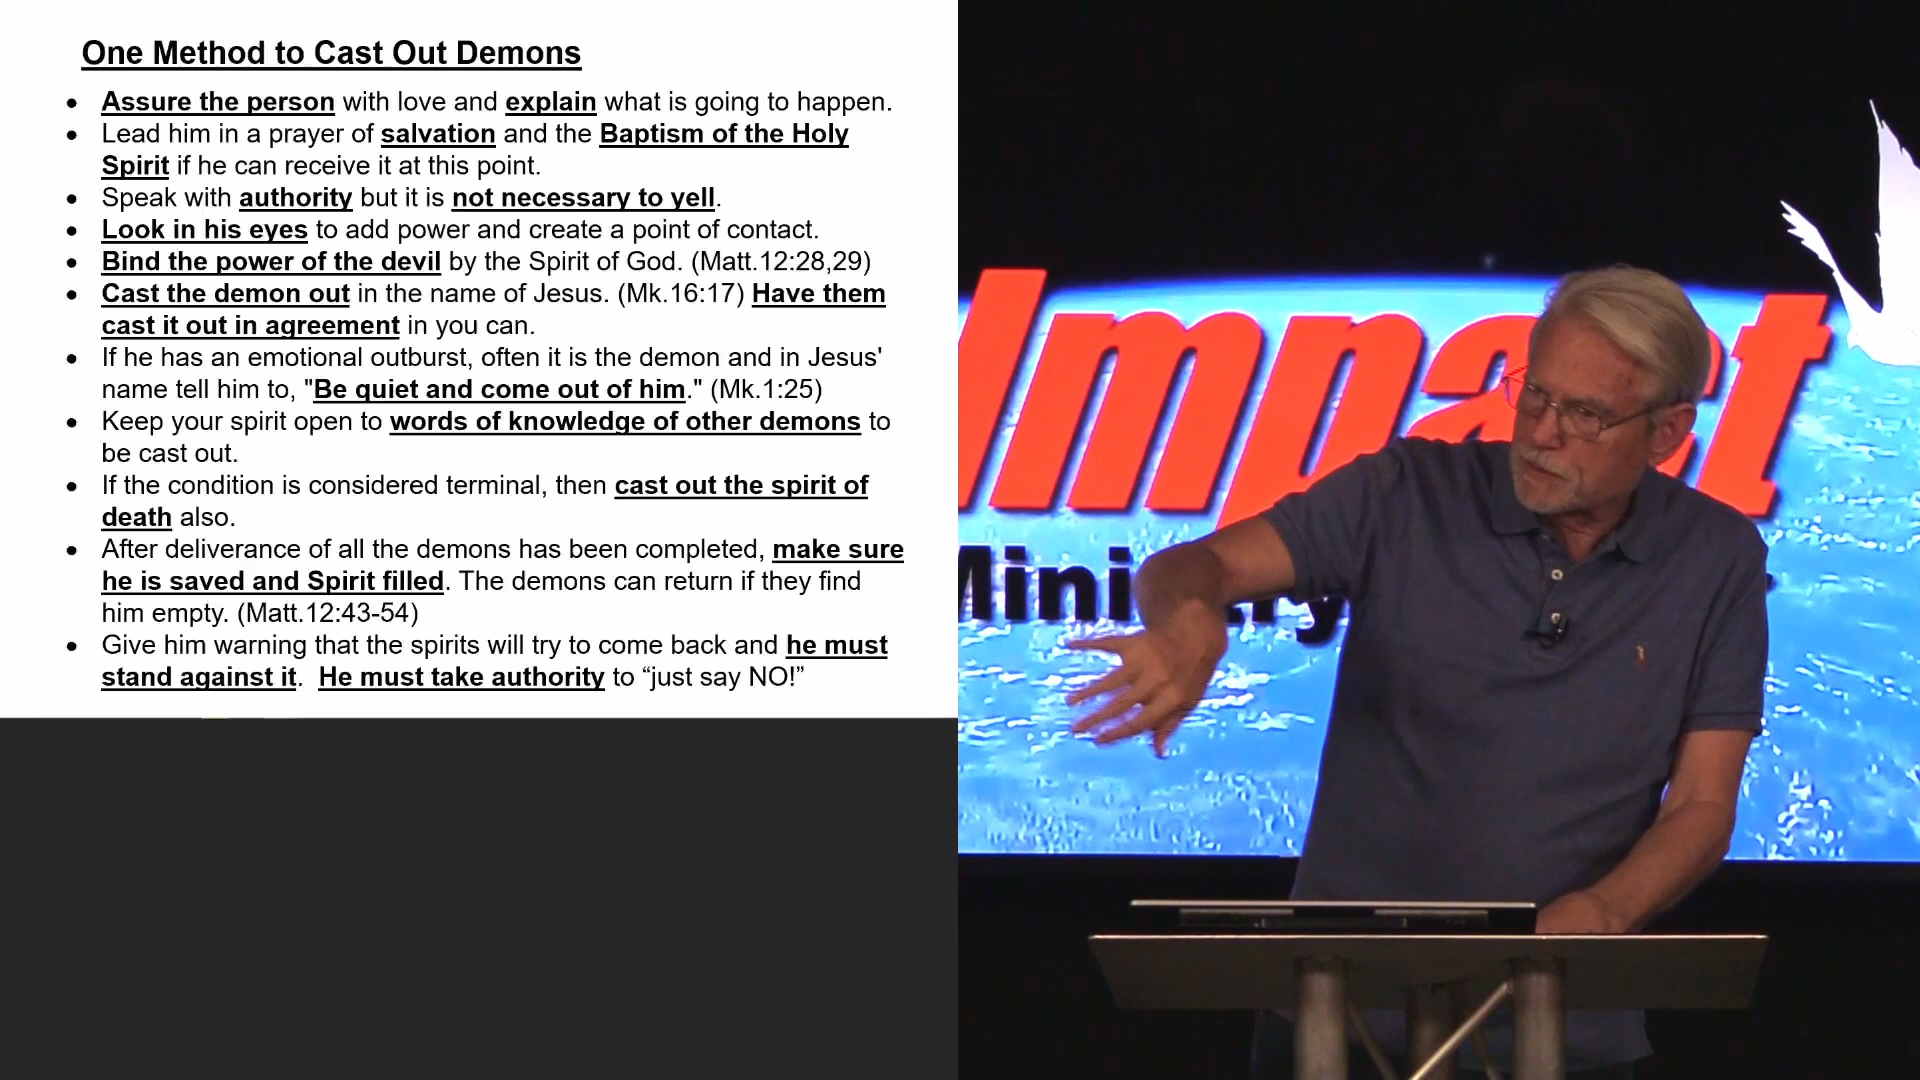 One Method to Cast Out Demons
• Assure the person with love and explain what is going to happen.
• Lead him in a prayer of salvation and the Baptism of the Holy
Spirit if he can receive it at this point.
• Speak with authority but it is not necessary to yell.
• Look in his eyes to add power and create a point of contact.
• Bind the power of the devil by the Spirit of God. (Matt.12:28,29)
• Cast the demon out in the name of Jesus. (Mk.16:17) Have them
cast it out in agreement in you can.
• If he has an emotional outburst, often it is the demon and in Jesus'
name tell him to, "Be quiet and come out of him." (Mk.1:25)
• Keep your spirit open to words of knowledge of other demons to
be cast out.
• If the condition is considered terminal, then cast out the spirit of
death also.
• After deliverance of all the demons has been completed, make sure
he is saved and Spirit filled. The demons can return if they find
him empty. (Matt.12:43-54)
• Give him warning that the spirits will try to come back and he must
stand against it.  He must take authority to “just say NO!”
Impact